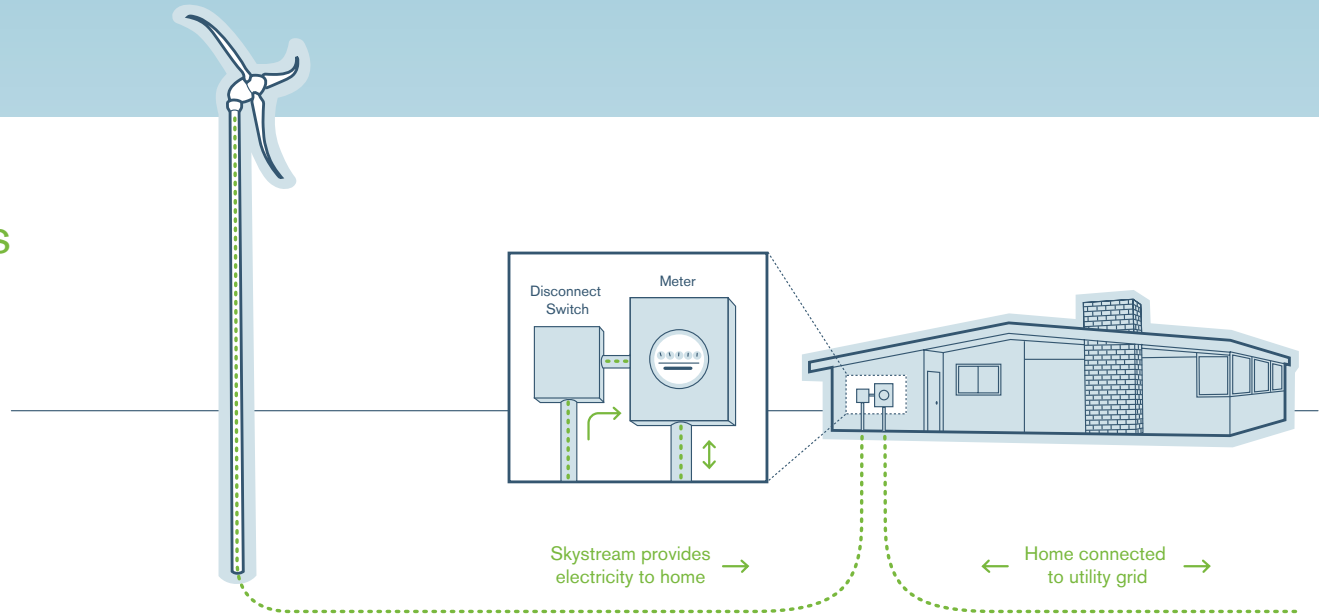 s
Meter
Disconnect
Switch
Skystream provides
electricity to home
Home connected
to utility grid